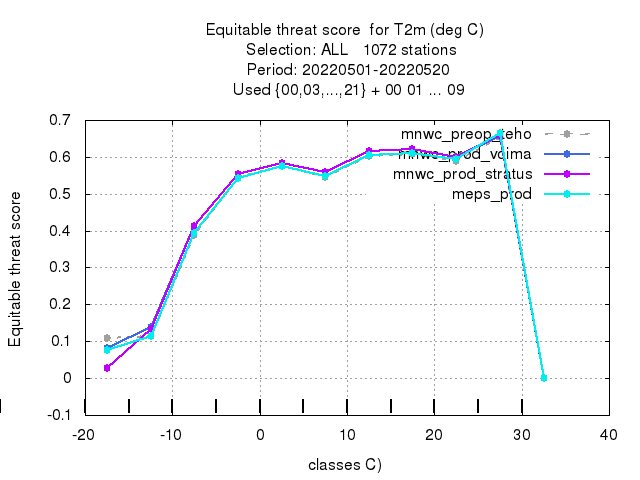 Equitable threat score  for T2m (deg C)
Selection: ALL   1072 stations
Period: 20220501-20220520
Used {00,03,...,21} + 00 01 ... 09
0.7
0.6
0.5
0.4
0.3
0.2
0.1
0
-0.1
Equitable threat score
mnwc_preop_teho
mnwc_prod_voima
mnwc_prod_stratus
meps_prod
-20
-10
0
10
20
30
40
classes C)